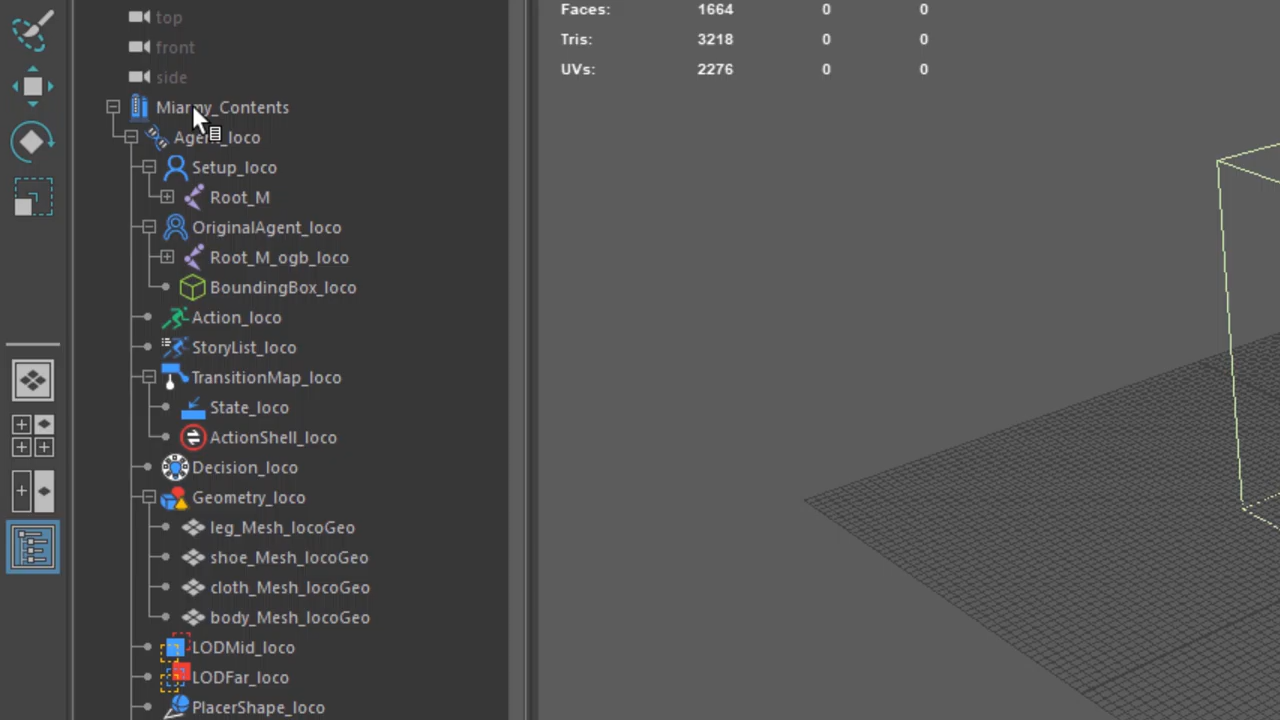 top
front
side
Miarmy_Contents
Agent_loco
Setup_loco
Root_M
OriginalAgent_loco
Root_M_ogb_loco
BoundingBox_loco
Action_loco
StoryList_loco
TransitionMap_loco
State_loco
ActionShell_loco
Decision_loco
Geometry_loco
leg_Mesh_locoGeo
shoe_Mesh_locoGeo
cloth_Mesh_locoGeo
body_Mesh_locoGeo
LODMid_loco
LODFar_loco
PlacerShape_loco
Faces: 1664 0 0
Tris: 3218 0 0
UVs: 2276 0 0